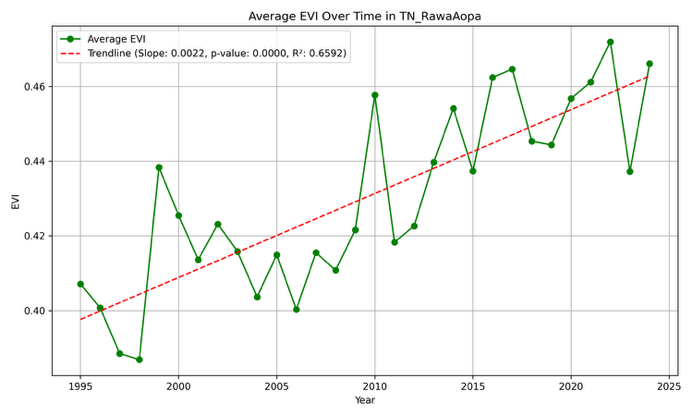 Average EVI Over Time in TN_RawaAopa
Average EVI
Trendline (Slope: 0.0022, p-value: 0.0000, R²: 0.6592)
EVI
0.46
0.44
0.42
0.40
1995 2000 2005 2010 2015 2020 2025
Year